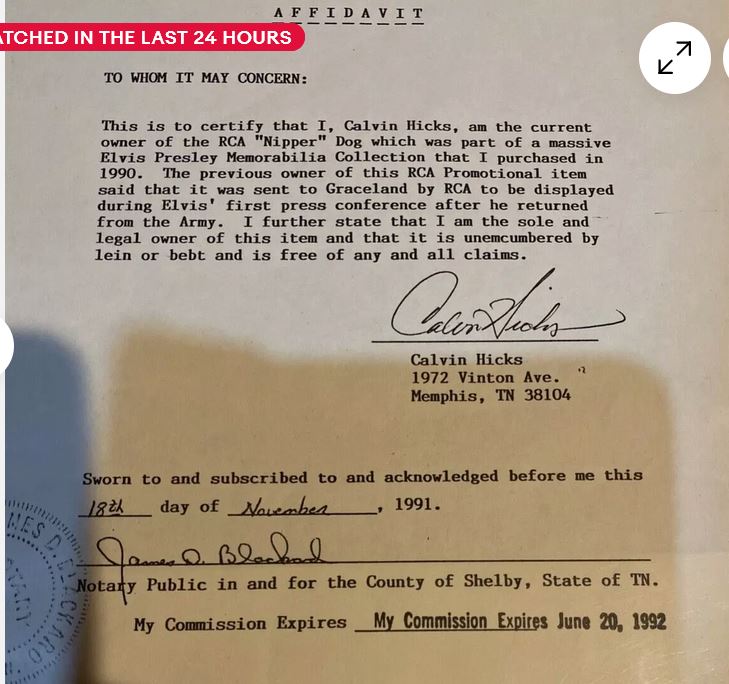 AFFIDAVIT
ATCHED IN THE LAST 24 HOURS
TO WHOM IT MAY CONCERN:
This is to certify that I, Calvin Hicks, am the current
owner of the RCA "Nipper" Dog which was part of a massive
Elvis Presley Memorabilia Collection that I purchased in
1990. The previous owner of this RCA Promotional item
said that it was sent to Graceland by RCA to be displayed
during Elvis' first press conference after he returned
from the Army. I further state that I am the sole and
legal owner of this item and that it is unemcumbered by
lein or bebt and is free of any and all claims.
Calvin Hicks
Calvin Hicks
1972 Vinton Ave.
Memphis, TN 38104
Sworn to and subscribed to and acknowledged before me this
18th day of November, 1991.
James D. Blackard
Notary Public in and for the County of Shelby, State of TN.
My Commission Expires My Commission Expires June 20, 1992